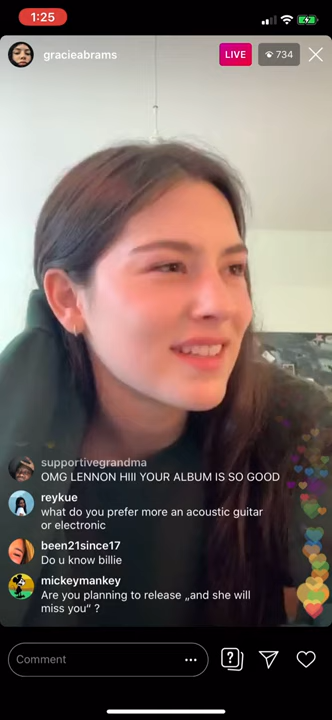 1:25
gracieabrams
LIVE
734
supportivegrandma
OMG LENNON HIII YOUR ALBUM IS SO GOOD
reykue
what do you prefer more an acoustic guitar
or electronic
been21since17
Do u know billie
mickeymankey
Are you planning to release „and she will
miss you“ ?
Comment